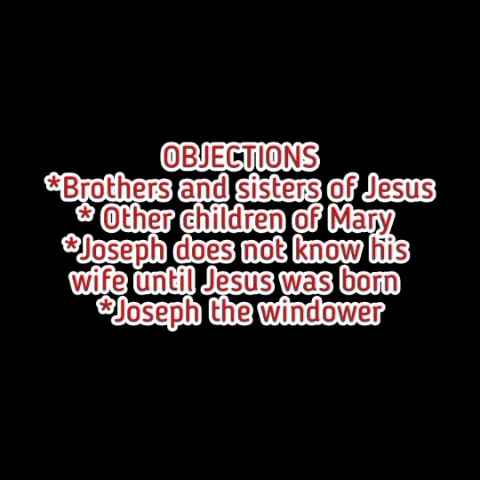 OBJECTIONS
*Brothers and sisters of Jesus
* Other children of Mary
*Joseph does not know his
wife until Jesus was born
*Joseph the windower